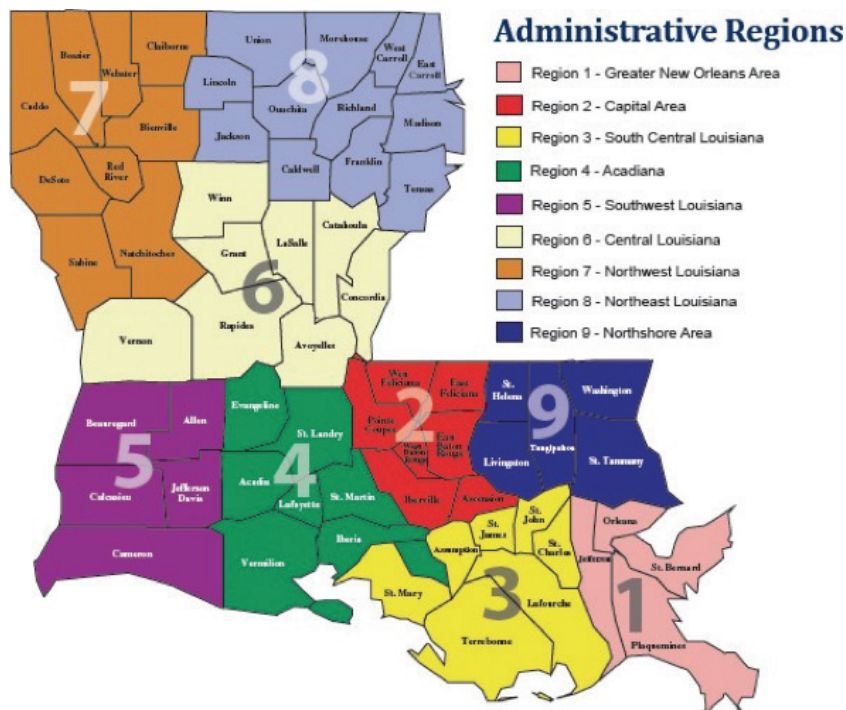 Administrative Regions
Region 1 - Greater New Orleans Area
Region 2 - Capital Area
Region 3 - South Central Louisiana
Region 4 - Acadiana
Region 5 - Southwest Louisiana
Region 6 - Central Louisiana
Region 7 - Northwest Louisiana
Region 8 - Northeast Louisiana
Region 9 - Northshore Area
Caddo
Bossier
Webster
Claiborne
7
Bienville
DeSoto
Red
River
Sabine
Natchitoches
Union
Morehouse
West
Carroll
East
Carroll
8
Lincoln
Ouachita
Richland
Madison
Jackson
Caldwell
Franklin
Tensas
Winn
Grant
LaSalle
Catahoula
6
Concordia
Vernon
Rapides
Avoyelles
Beauregard
Allen
5
Calcasieu
Jefferson
Davis
Cameron
Evangeline
St. Landry
4
Acadia
Lafayette
St. Martin
Iberia
Vermilion
West
Feliciana
East
Feliciana
2
Pointe
Coupee
West
Baton
Rouge
East
Baton
Rouge
Iberville
Ascension
St.
Helena
Washington
9
Tangipahoa
Livingston
St. Tammany
St.
James
St.
John
St.
Charles
Assumption
St. Mary
3
Lafourche
Terrebonne
Orleans
Jefferson
St. Bernard
1
Plaquemines